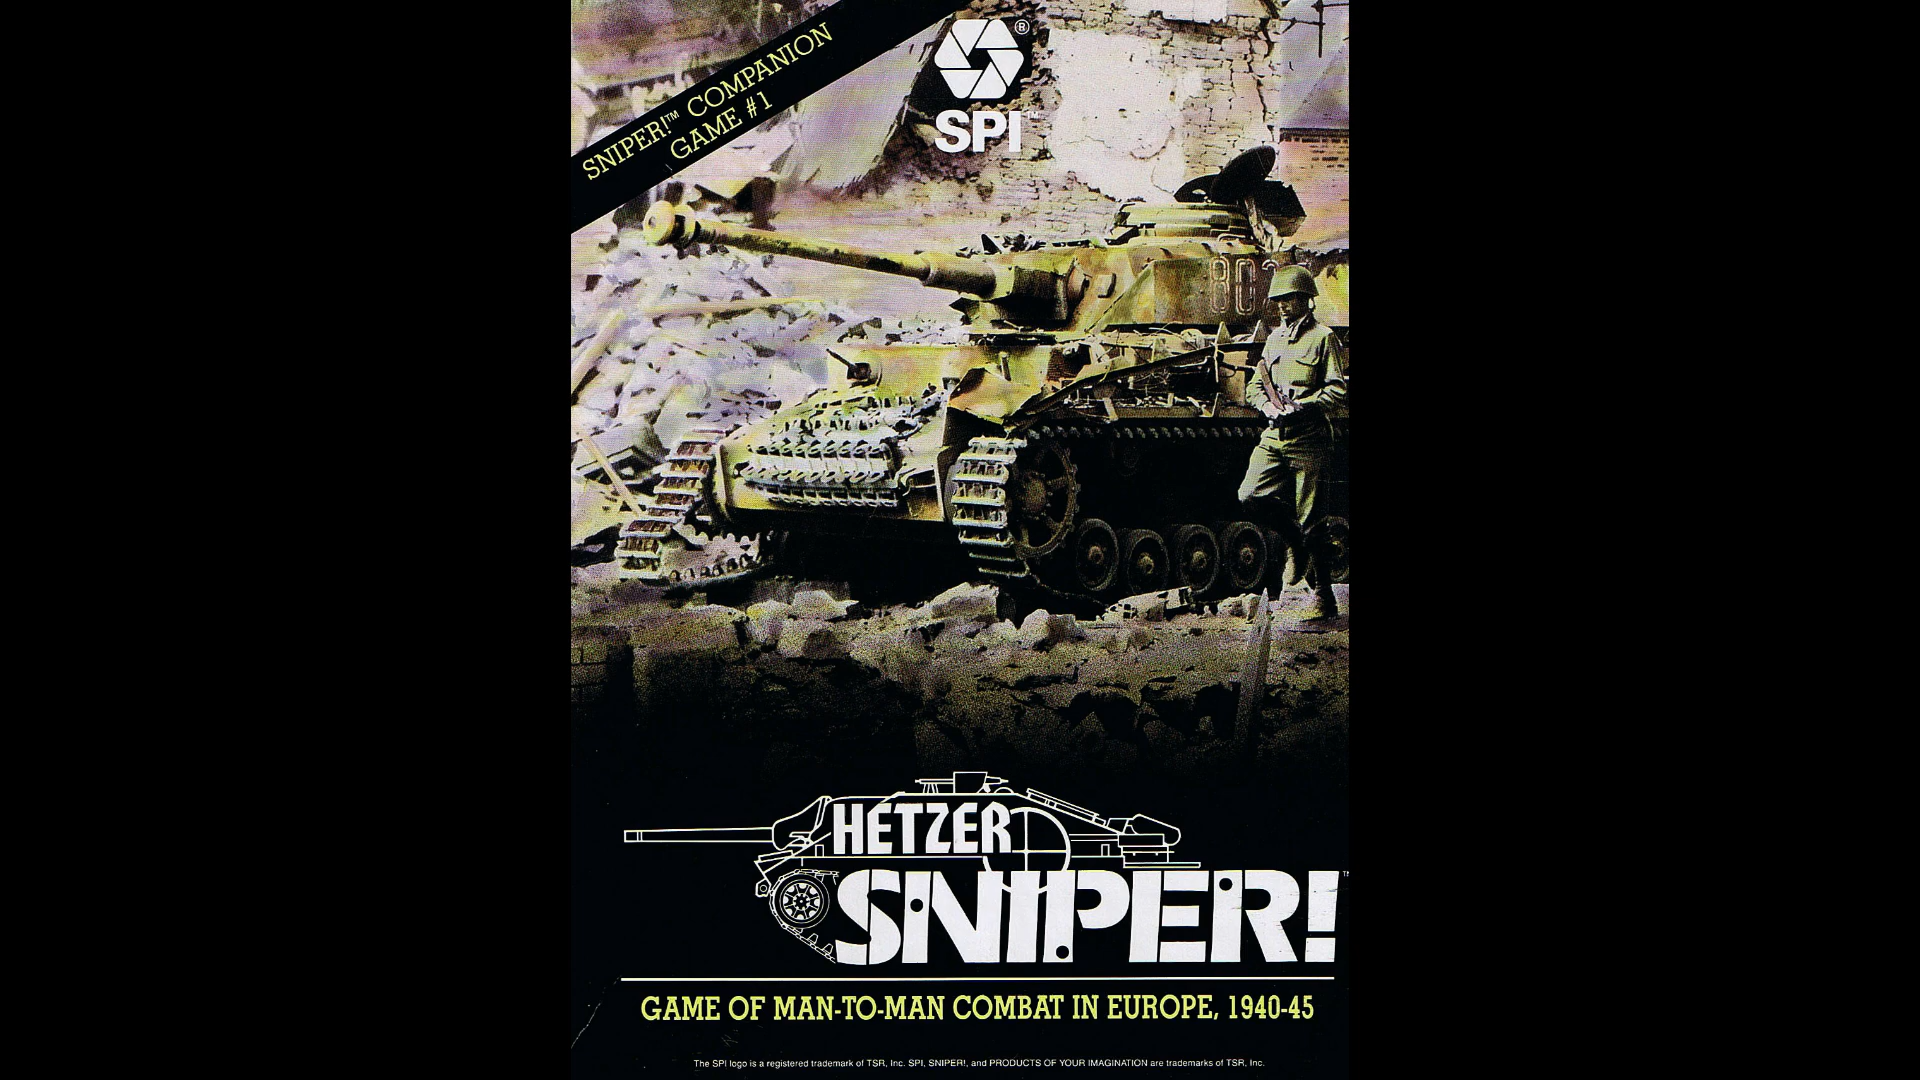 SNIPER!™ COMPANION
GAME #1
®
SPI™
80
HETZER
SNIPER!™
GAME OF MAN-TO-MAN COMBAT IN EUROPE, 1940-45
The SPI logo is a registered trademark of TSR, Inc. SPI, SNIPER!, and PRODUCTS OF YOUR IMAGINATION are trademarks of TSR, Inc.